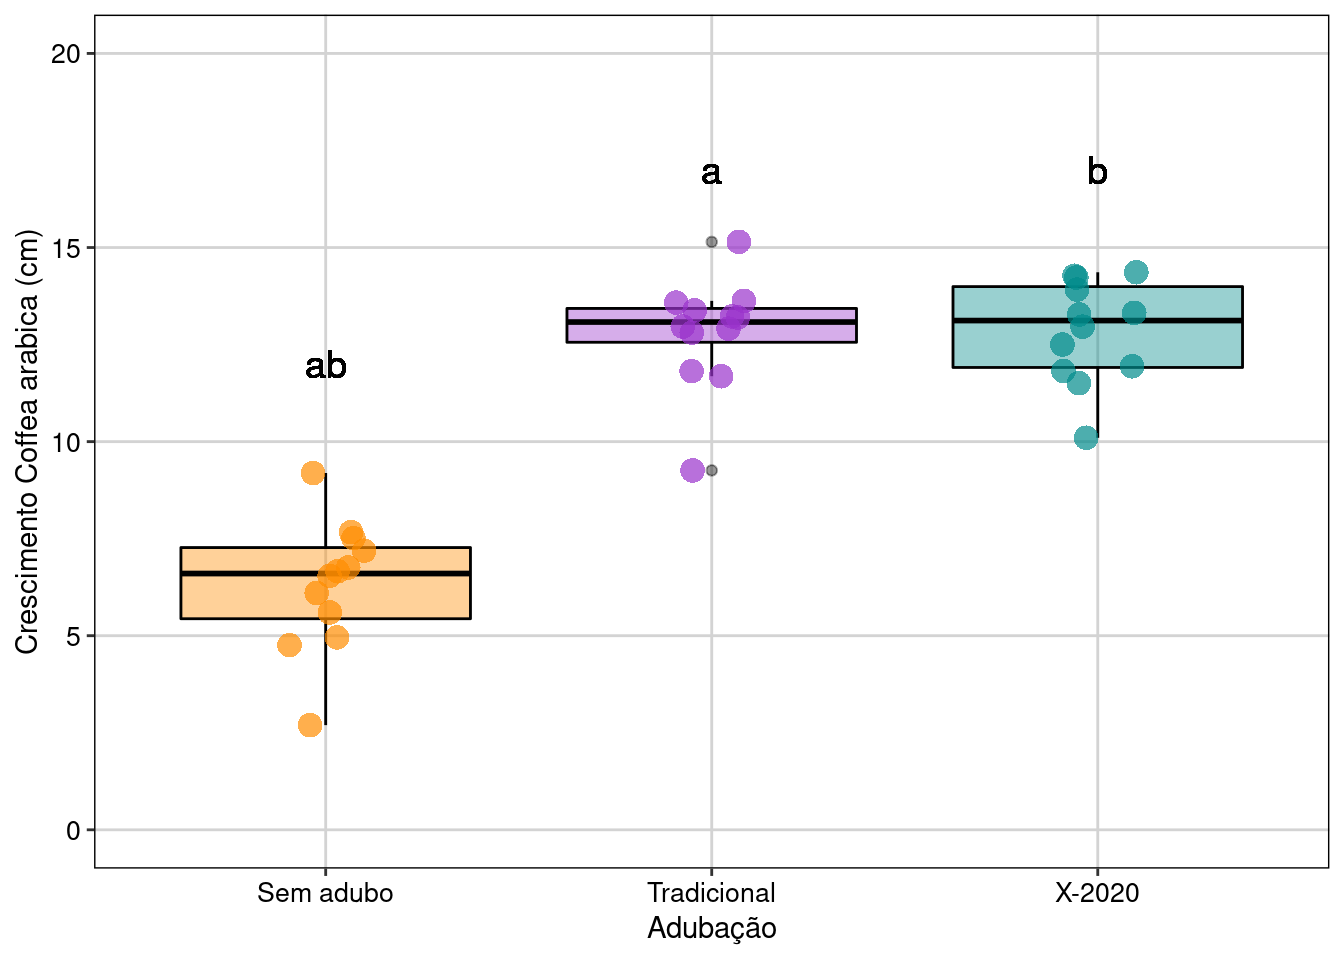 Crescimento Coffea arabica (cm)
20
15
10
5
0
ab
a
b
Sem adubo
Tradicional
X-2020
Adubação